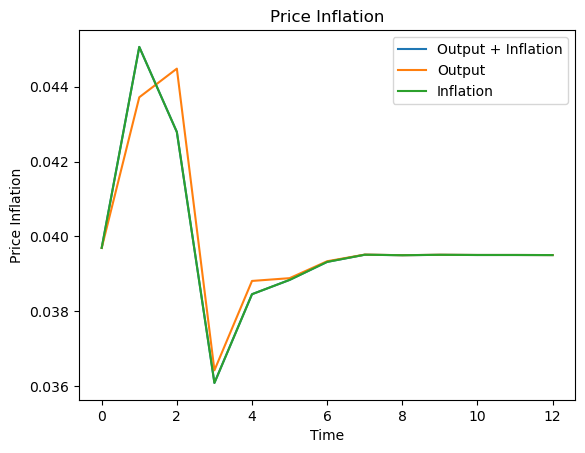 Price Inflation
Output + Inflation
Output
Inflation
Price Inflation
0.044
0.042
0.040
0.038
0.036
0 2 4 6 8 10 12
Time